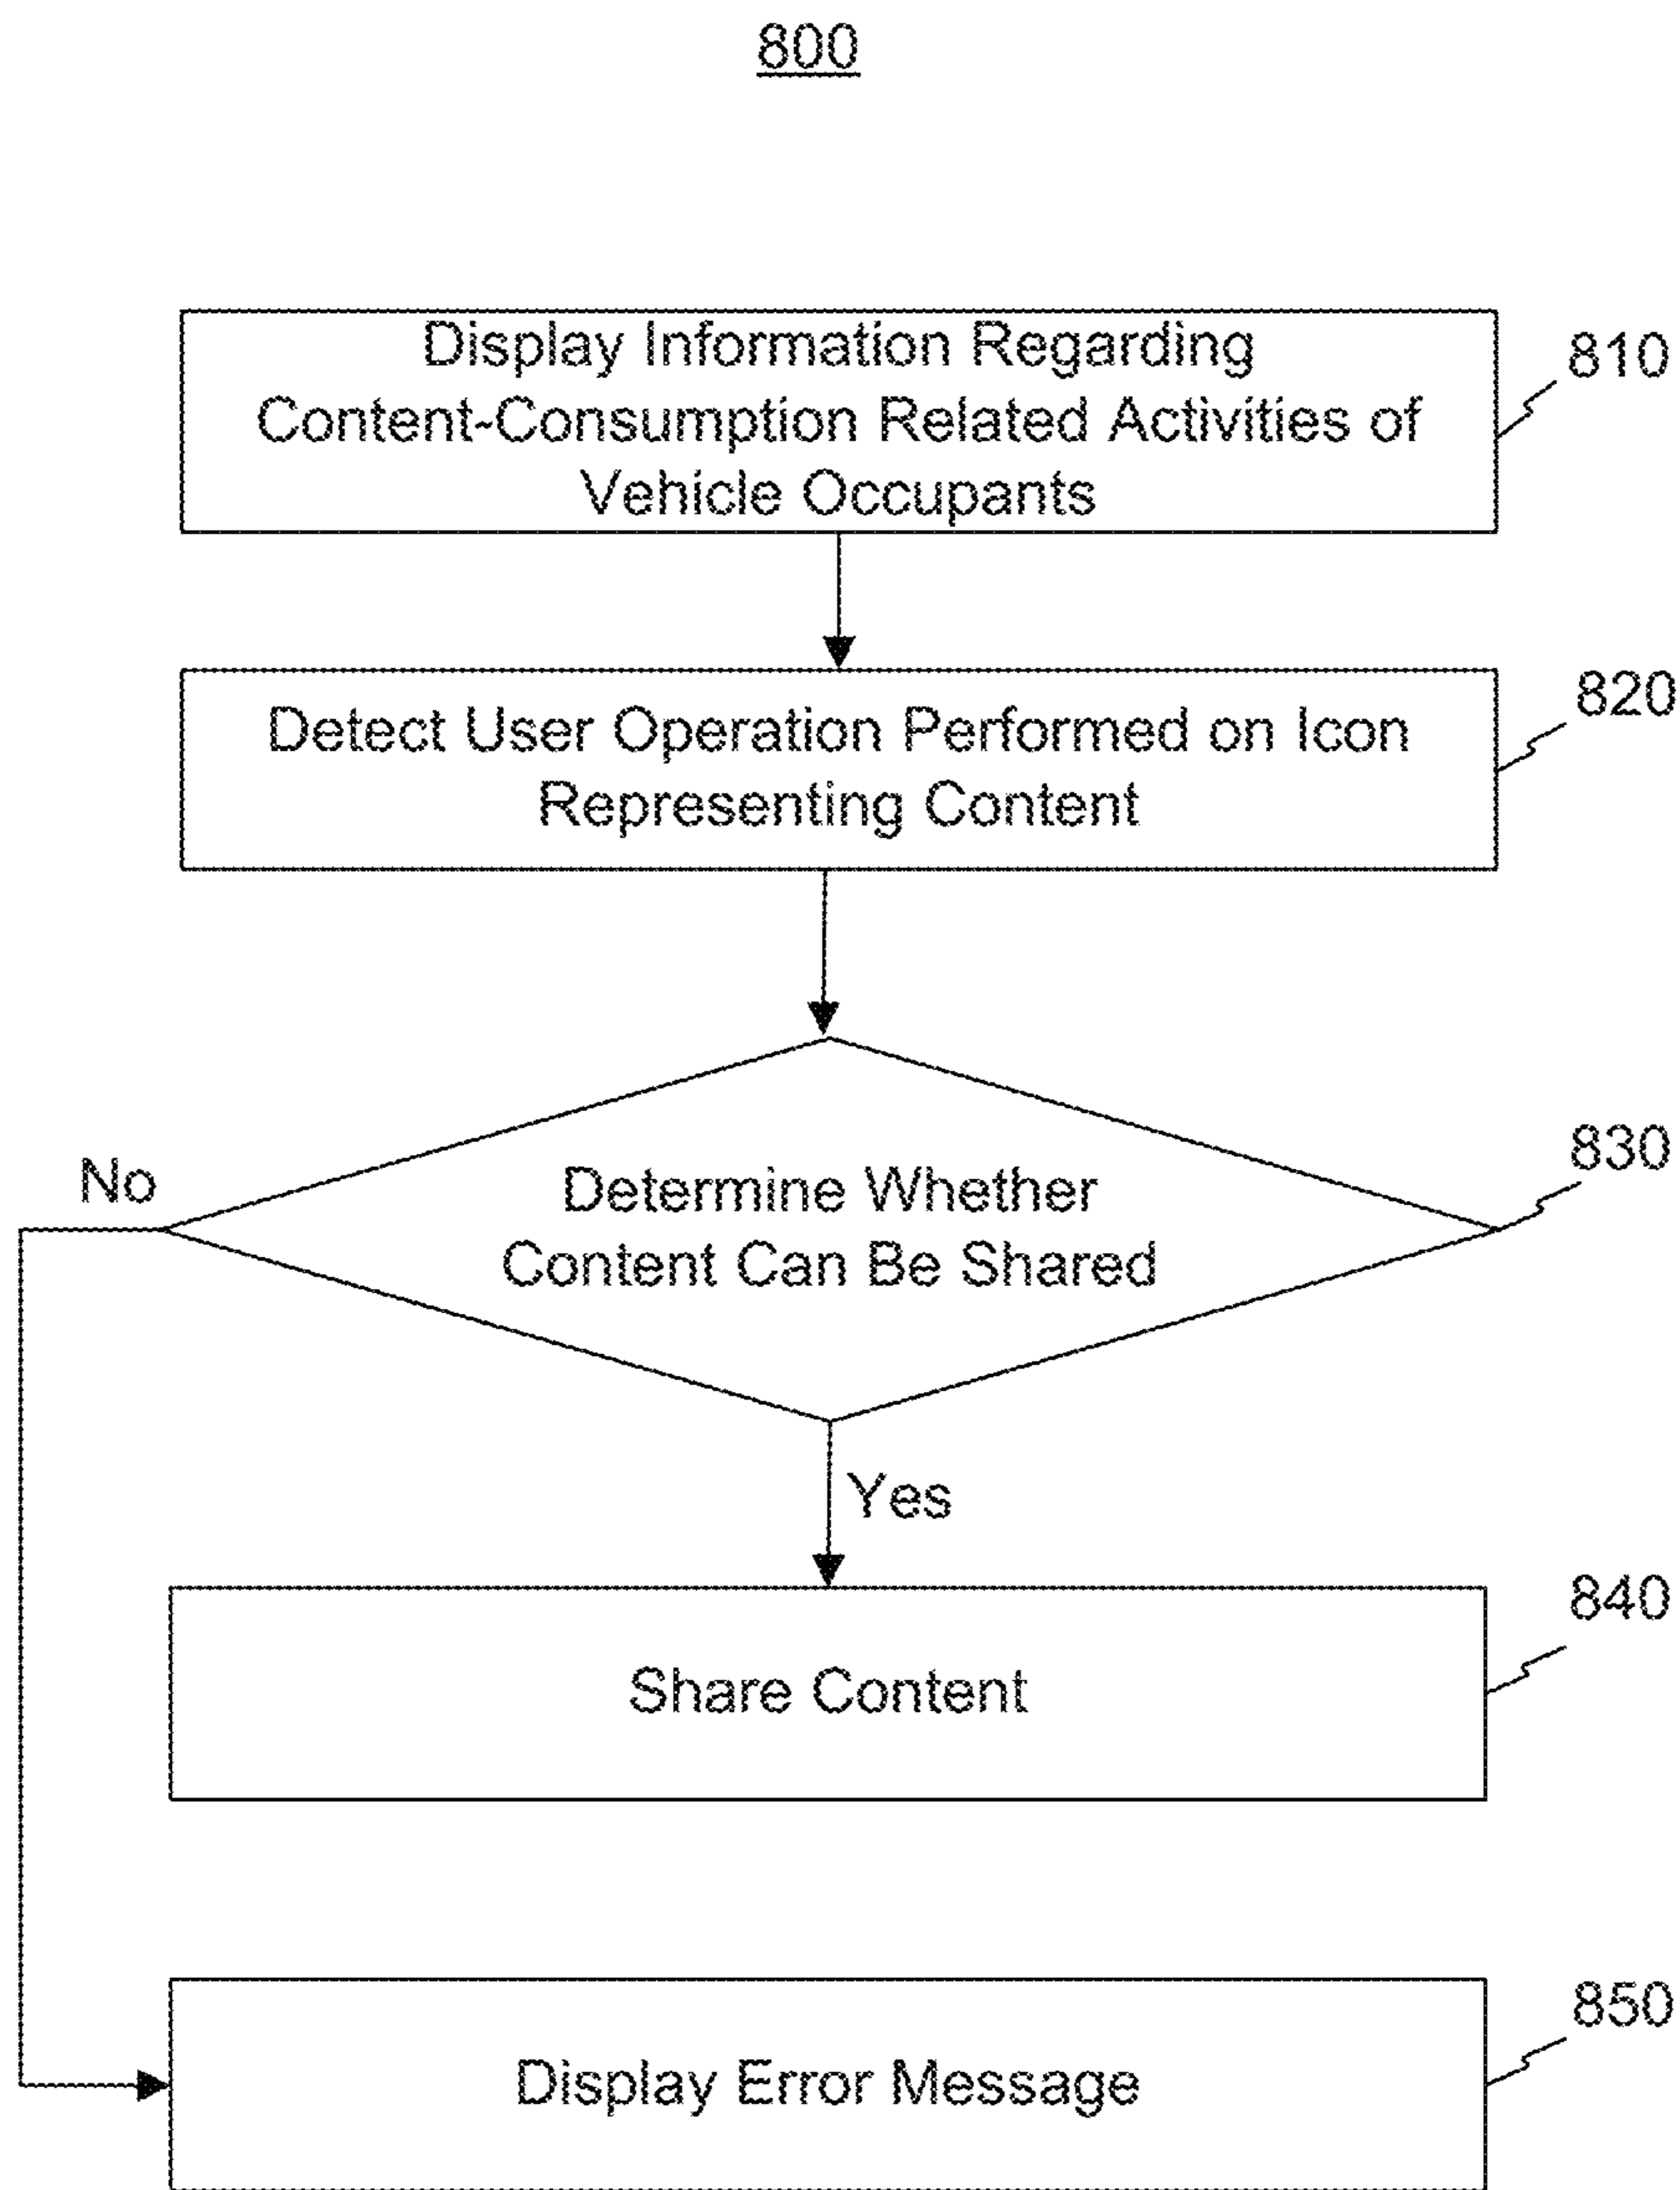 800
Display Information Regarding
Content-Consumption Related Activities of
Vehicle Occupants
810
Detect User Operation Performed on Icon
Representing Content
820
Determine Whether
Content Can Be Shared
830
No
Yes
Share Content
840
Display Error Message
850